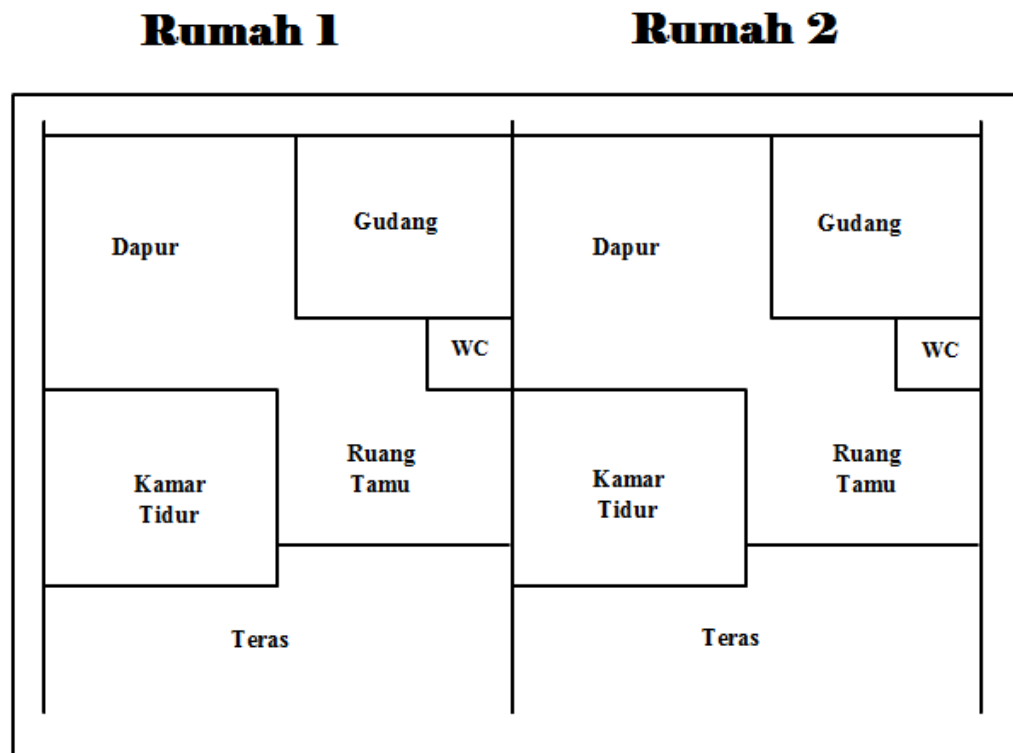 Rumah 1
Rumah 2
Dapur
Gudang
WC
Kamar
Tidur
Ruang
Tamu
Teras
Dapur
Gudang
WC
Kamar
Tidur
Ruang
Tamu
Teras